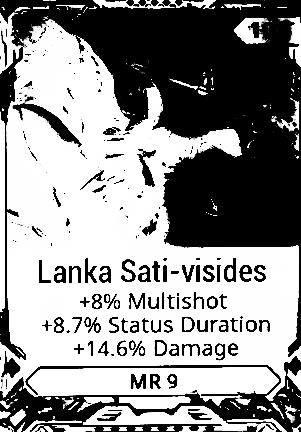 Lanka Sati-visides
+8% Multishot
+8.7% Status Duration
+14.6% Damage
MR 9